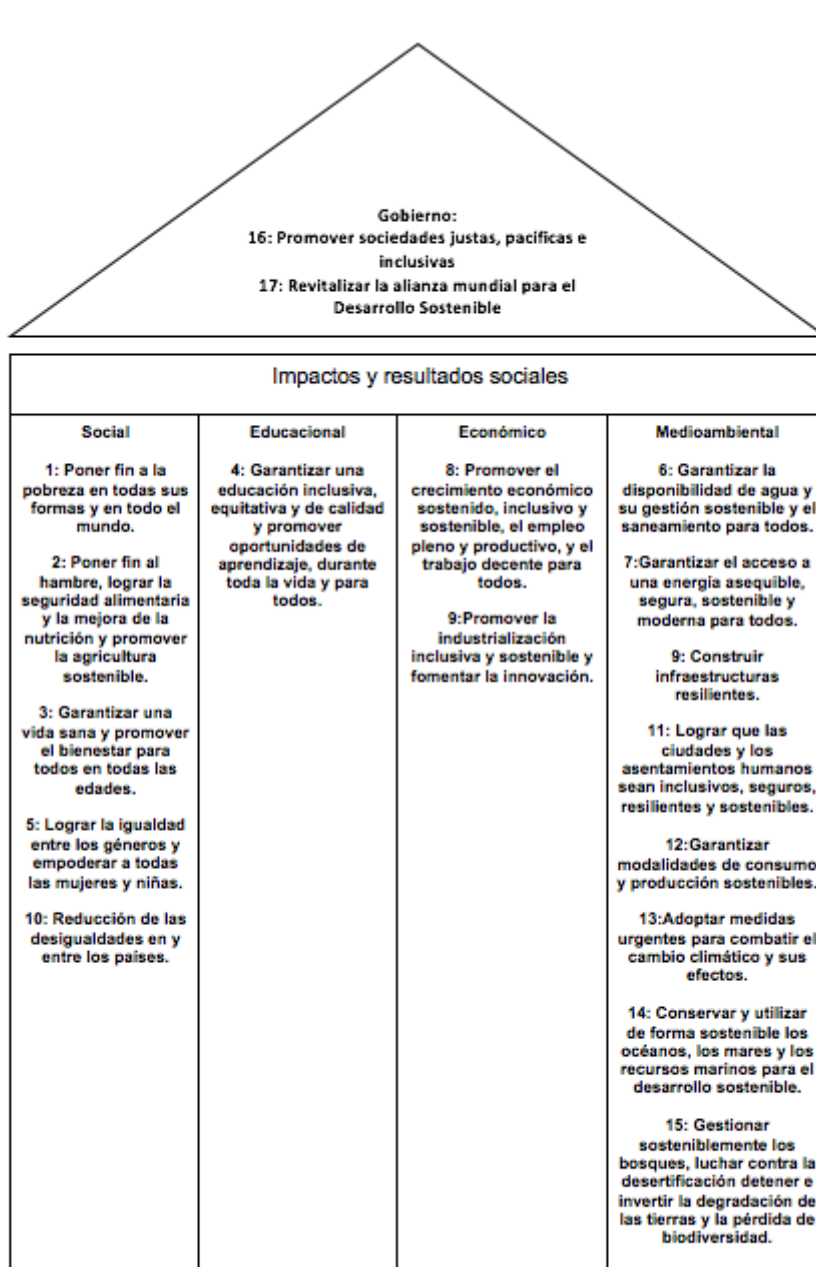 Gobierno:
16: Promover sociedades justas, pacificas e
inclusivas
17: Revitalizar la alianza mundial para el
Desarrollo Sostenible
Impactos y resultados sociales
Social
1: Poner fin a la
pobreza en todas sus
formas y en todo el
mundo.
2: Poner fin al
hambre, lograr la
seguridad alimentaria
y la mejora de la
nutrición y promover
la agricultura
sostenible.
3: Garantizar una
vida sana y promover
el bienestar para
todos en todas las
edades.
5: Lograr la igualdad
entre los géneros y
empoderar a todas
las mujeres y niñas.
10: Reducción de las
desigualdades en y
entre los países.
Educacional
4: Garantizar una
educación inclusiva,
equitativa y de calidad
y promover
oportunidades de
aprendizaje, durante
toda la vida y para
todos.
Económico
8: Promover el
crecimiento económico
sostenido, inclusivo y
sostenible, el empleo
pleno y productivo, y el
trabajo decente para
todos.
9:Promover la
industrialización
inclusiva y sostenible y
fomentar la innovación.
Medioambiental
6: Garantizar la
disponibilidad de agua y
su gestión sostenible y el
saneamiento para todos.
7:Garantizar el acceso a
una energía asequible,
segura, sostenible y
moderna para todos.
9: Construir
infraestructuras
resilientes.
11: Lograr que las
ciudades y los
asentamientos humanos
sean inclusivos, seguros,
resilientes y sostenibles.
12:Garantizar
modalidades de consumo
y producción sostenibles.
13:Adoptar medidas
urgentes para combatir el
cambio climático y sus
efectos.
14: Conservar y utilizar
de forma sostenible los
océanos, los mares y los
recursos marinos para el
desarrollo sostenible.
15: Gestionar
sosteniblemente los
bosques, luchar contra la
desertificación detener e
invertir la degradación de
las tierras y la pérdida de
biodiversidad.